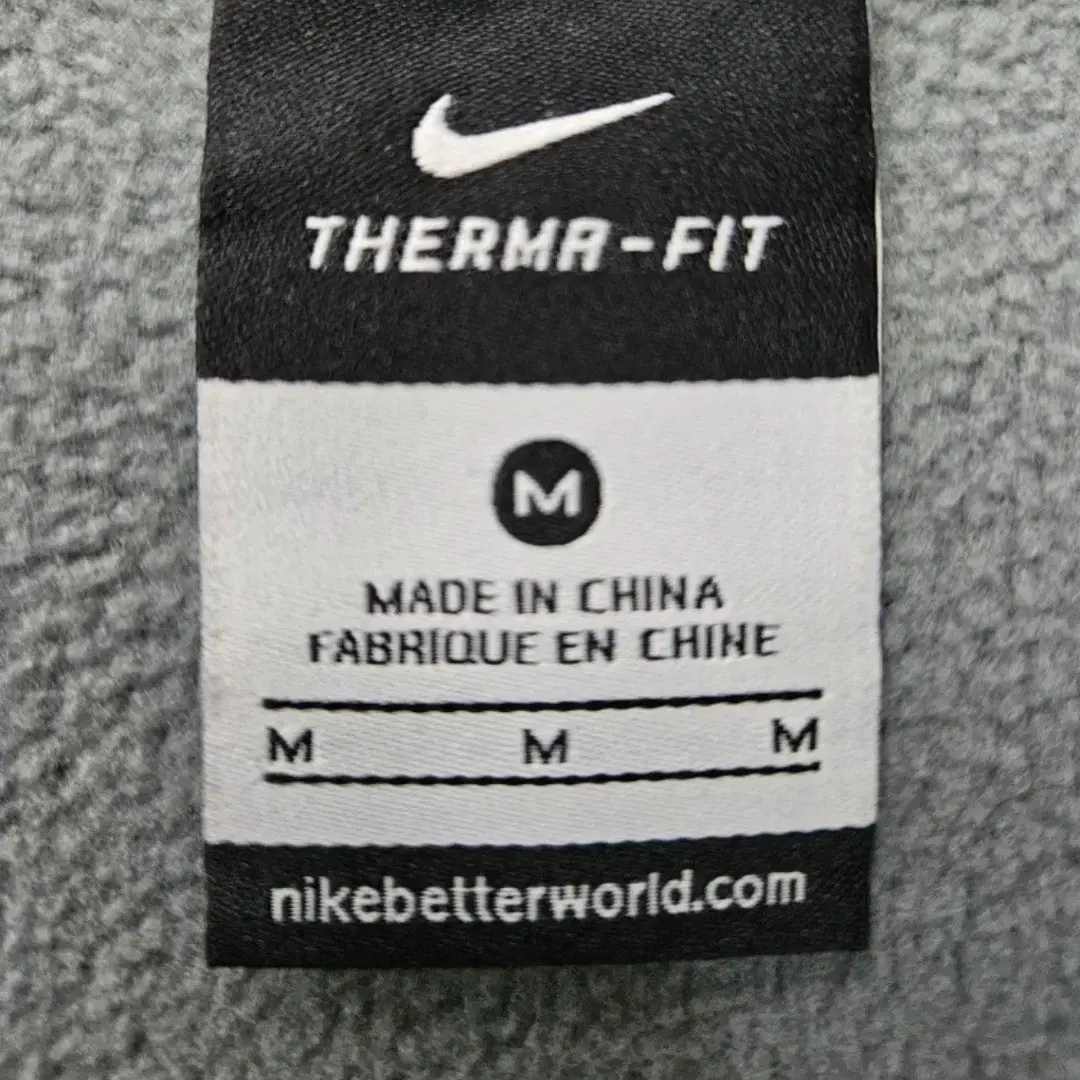 THERMA-FIT
M
MADE IN CHINA
FABRIQUE EN CHINE
M M M
nikebetterworld.com